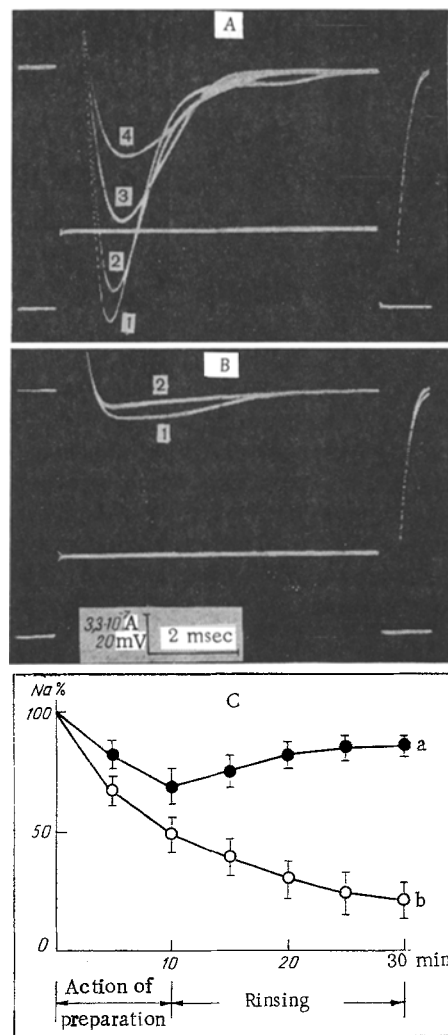 A
4
3
2
1
B
2
1
3,3·10⁻⁷A
20mV
2 msec
Na%
C
100
a
50
b
0
10
20
30 min
Action of
preparation
Rinsing